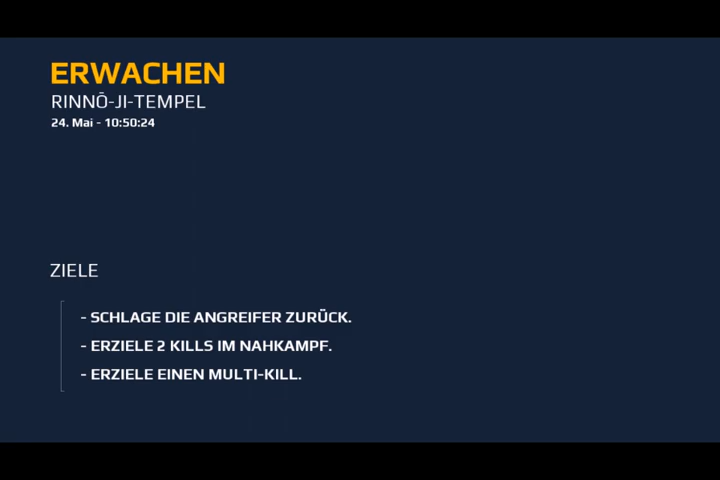 ERWACHEN
RINNŌ-JI-TEMPEL
24. Mai - 10:50:24
ZIELE
- SCHLAGE DIE ANGREIFER ZURÜCK.
- ERZIELE 2 KILLS IM NAHKAMPF.
- ERZIELE EINEN MULTI-KILL.